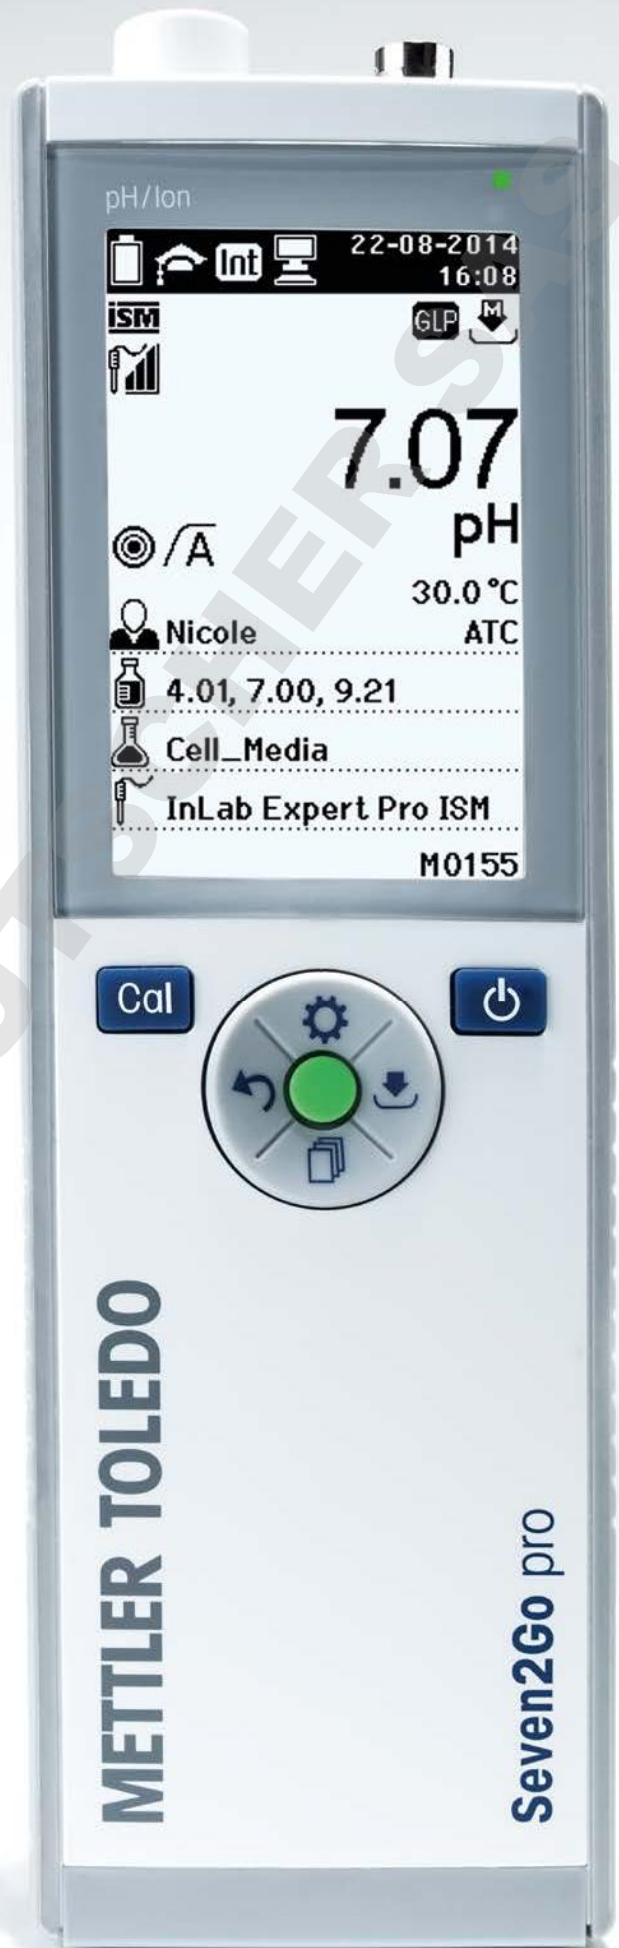 pH/Ion
Int
22-08-2014
16:08
ISM
GLP
M
7.07
pH
/A
30.0 °C
Nicole
ATC
4.01, 7.00, 9.21
Cell_Media
InLab Expert Pro ISM
M0155
Cal
METTLER TOLEDO
Seven2Go pro